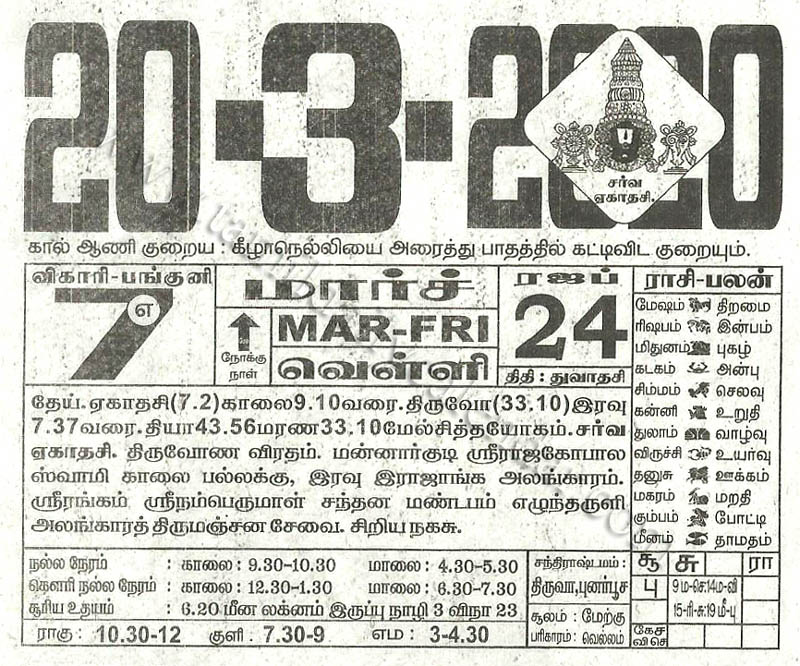 20-3-2020
சர்வ
ஏகாதசி.
கால் ஆணி குறைய : கீழாநெல்லியை அரைத்து பாதத்தில் கட்டிவிட குறையும்.
விகாரி-பங்குனி
7
எ
மார்ச்
நோக்கு
நாள்
MAR-FRI
வெள்ளி
ரஜப்
24
திதி : துவாதசி
ராசி-பலன்
மேஷம் திறமை
ரிஷபம் இன்பம்
மிதுனம் புகழ்
கடகம் அன்பு
சிம்மம் செலவு
கன்னி உறுதி
துலாம் வாழ்வு
விருச்சி உயர்வு
தனுசு ஊக்கம்
மகரம் மறதி
கும்பம் போட்டி
மீனம் தாமதம்
தேய்.ஏகாதசி(7.2)காலை9.10வரை.திருவோ(33.10)இரவு
7.37வரை.தியா43.56மரண33.10மேல்சித்தயோகம்.சர்வ
ஏகாதசி. திருவோண விரதம். மன்னார்குடி ஸ்ரீராஜகோபால
ஸ்வாமி காலை பல்லக்கு, இரவு இராஜாங்க அலங்காரம்.
ஸ்ரீரங்கம் ஸ்ரீநம்பெருமாள் சந்தன மண்டபம் எழுந்தருளி
அலங்கார்த் திருமஞ்சன சேவை. சிறிய நகசு.
நல்ல நேரம் : காலை: 9.30-10.30 மாலை: 4.30-5.30
கௌரி நல்ல நேரம் : காலை: 12.30-1.30 மாலை: 6.30-7.30
சூரிய உதயம் : 6.20 மீன லக்னம் இருப்பு நாழி 3 விநா 23
ராகு: 10.30-12 குளி: 7.30-9 எம: 3-4.30
சந்திராஷ்டமம் :
திருவா,புனர்பூச
சூலம் : மேற்கு
பரிகாரம் : வெல்லம்
சூ சு ரா
பு 9 ம-செ:14ம-வி
15-ரி-சு:19 மீ-பு
கேச
வி செ